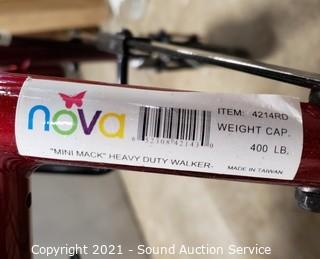 nova
ITEM: 4214RD
WEIGHT CAP.
400 LB.
"MINI MACK" HEAVY DUTY WALKER
MADE IN TAIWAN
Copyright 2021 - Sound Auction Service